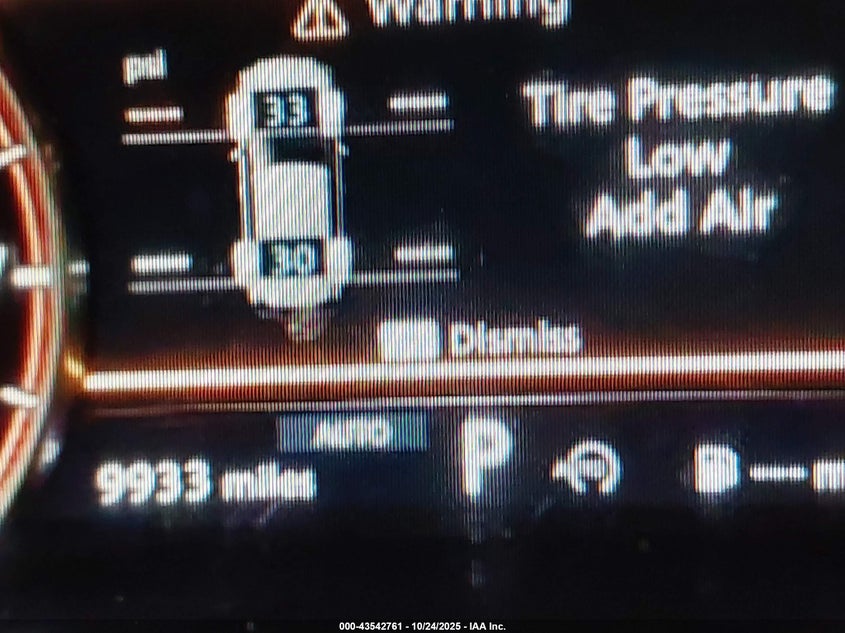 Warning
psi
33
Tire Pressure
Low
Add Air
30
Dismiss
AUTO
P
9933 miles
000-43542761 - 10/24/2025 - IAA Inc.